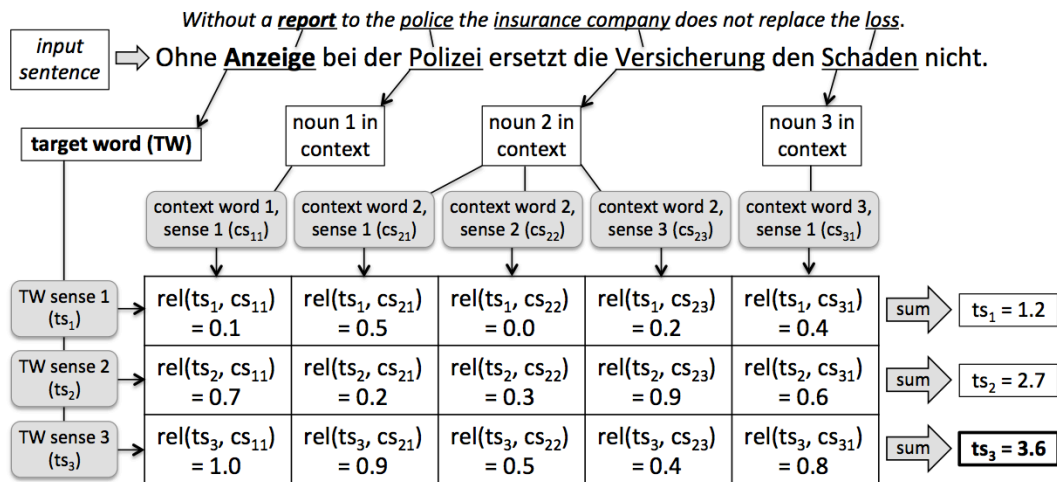 Without a report to the police the insurance company does not replace the loss.
input
sentence
Ohne Anzeige bei der Polizei ersetzt die Versicherung den Schaden nicht.
target word (TW)
noun 1 in
context
noun 2 in
context
noun 3 in
context
context word 1,
sense 1 (cs₁₁)
context word 2,
sense 1 (cs₂₁)
context word 2,
sense 2 (cs₂₂)
context word 2,
sense 3 (cs₂₃)
context word 3,
sense 1 (cs₃₁)
TW sense 1
(ts₁)
rel(ts₁, cs₁₁)
= 0.1
rel(ts₁, cs₂₁)
= 0.5
rel(ts₁, cs₂₂)
= 0.0
rel(ts₁, cs₂₃)
= 0.2
rel(ts₁, cs₃₁)
= 0.4
sum
ts₁ = 1.2
TW sense 2
(ts₂)
rel(ts₂, cs₁₁)
= 0.7
rel(ts₂, cs₂₁)
= 0.2
rel(ts₂, cs₂₂)
= 0.3
rel(ts₂, cs₂₃)
= 0.9
rel(ts₂, cs₃₁)
= 0.6
sum
ts₂ = 2.7
TW sense 3
(ts₃)
rel(ts₃, cs₁₁)
= 1.0
rel(ts₃, cs₂₁)
= 0.9
rel(ts₃, cs₂₂)
= 0.5
rel(ts₃, cs₂₃)
= 0.4
rel(ts₃, cs₃₁)
= 0.8
sum
ts₃ = 3.6